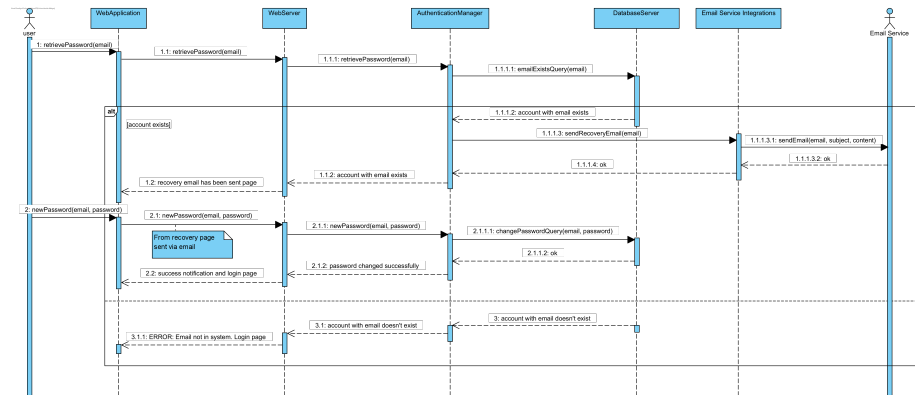 WebApplication
WebServer
AuthenticationManager
DatabaseServer
Email Service Integrations
user
Email Service
1: retrievePassword(email)
1.1: retrievePassword(email)
1.1.1: retrievePassword(email)
1.1.1.1: emailExistsQuery(email)
alt
[account exists]
1.1.1.2: account with email exists
1.1.1.3: sendRecoveryEmail(email)
1.1.1.3.1: sendEmail(email, subject, content)
1.1.1.3.2: ok
1.1.1.4: ok
1.1.2: account with email exists
1.2: recovery email has been sent page
2: newPassword(email, password)
2.1: newPassword(email, password)
2.1.1: newPassword(email, password)
2.1.1.1: changePasswordQuery(email, password)
From recovery page
sent via email
2.1.1.2: ok
2.1.2: password changed successfully
2.2: success notification and login page
3: account with email doesn't exist
3.1: account with email doesn't exist
3.1.1: ERROR: Email not in system. Login page